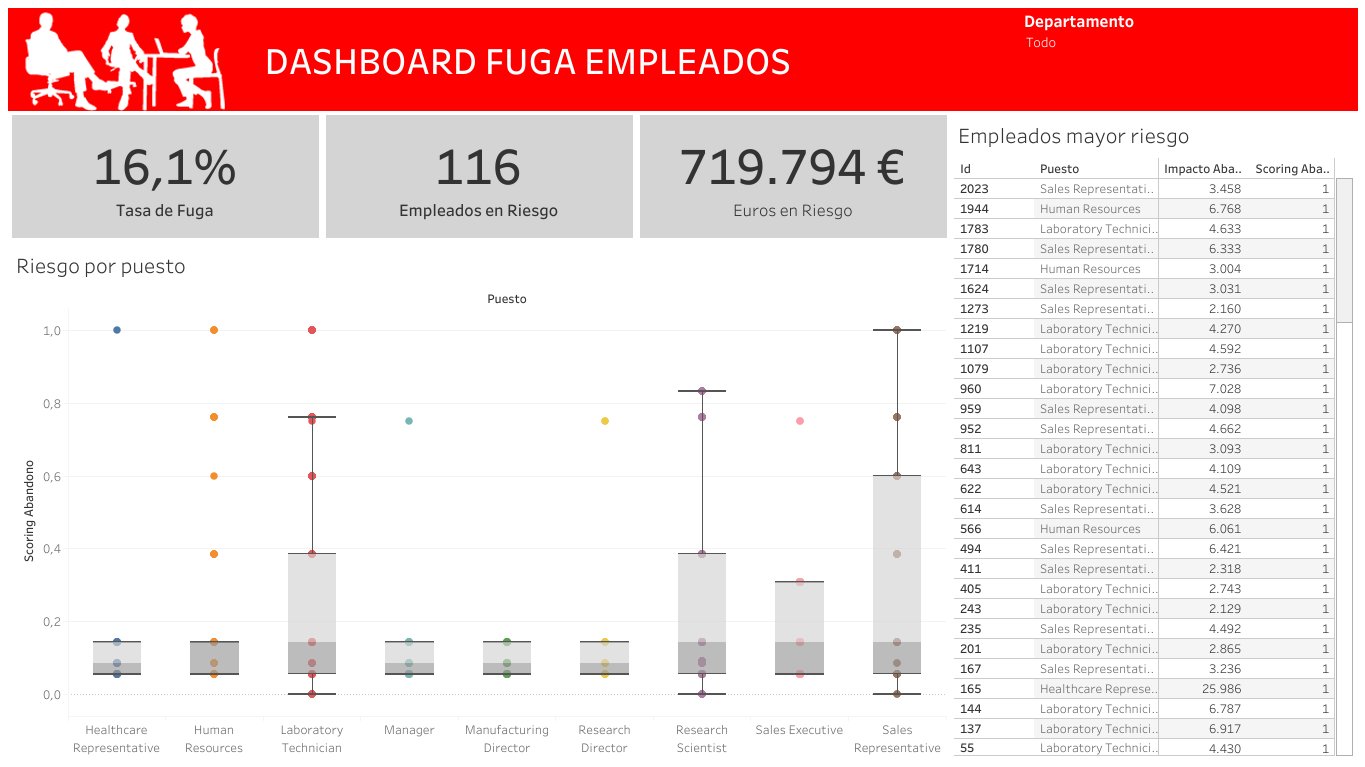 DASHBOARD FUGA EMPLEADOS
Departamento
Todo
16,1%
Tasa de Fuga
116
Empleados en Riesgo
719.794 €
Euros en Riesgo
Riesgo por puesto
Puesto
Scoring Abandono
1,0
0,8
0,6
0,4
0,2
0,0
Healthcare
Representative
Human
Resources
Laboratory
Technician
Manager
Manufacturing
Director
Research
Director
Research
Scientist
Sales Executive
Sales
Representative
Empleados mayor riesgo
Id Puesto Impacto Aba.. Scoring Aba..
2023 Sales Representati.. 3.458 1
1944 Human Resources 6.768 1
1783 Laboratory Technici.. 4.633 1
1780 Sales Representati.. 6.333 1
1714 Human Resources 3.004 1
1624 Sales Representati.. 3.031 1
1273 Sales Representati.. 2.160 1
1219 Laboratory Technici.. 4.270 1
1107 Laboratory Technici.. 4.592 1
1079 Laboratory Technici.. 2.736 1
960 Laboratory Technici.. 7.028 1
959 Sales Representati.. 4.098 1
952 Sales Representati.. 4.662 1
811 Laboratory Technici.. 3.093 1
643 Laboratory Technici.. 4.109 1
622 Laboratory Technici.. 4.521 1
614 Sales Representati.. 3.628 1
566 Human Resources 6.061 1
494 Sales Representati.. 6.421 1
411 Sales Representati.. 2.318 1
405 Laboratory Technici.. 2.743 1
243 Laboratory Technici.. 2.129 1
235 Sales Representati.. 4.492 1
201 Laboratory Technici.. 2.865 1
167 Sales Representati.. 3.236 1
165 Healthcare Represe.. 25.986 1
144 Laboratory Technici.. 6.787 1
137 Laboratory Technici.. 6.917 1
55 Laboratory Technici.. 4.430 1